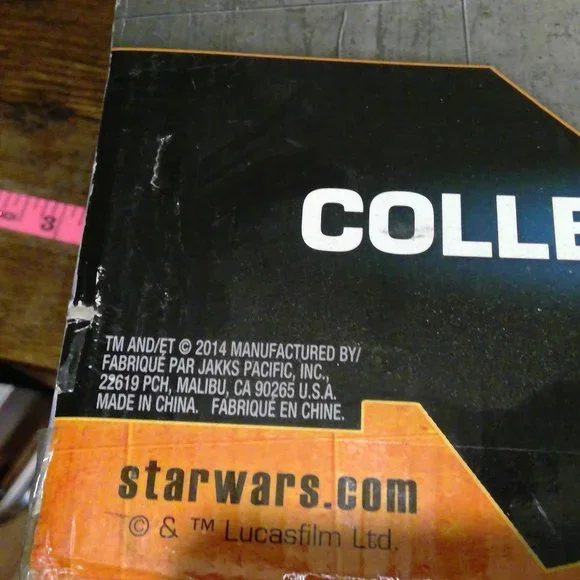 3
COLLE
TM AND/ET © 2014 MANUFACTURED BY/
FABRIQUÉ PAR JAKKS PACIFIC, INC.,
22619 PCH, MALIBU, CA 90265 U.S.A.
MADE IN CHINA. FABRIQUÉ EN CHINE.
starwars.com
© & ™ Lucasfilm Ltd.